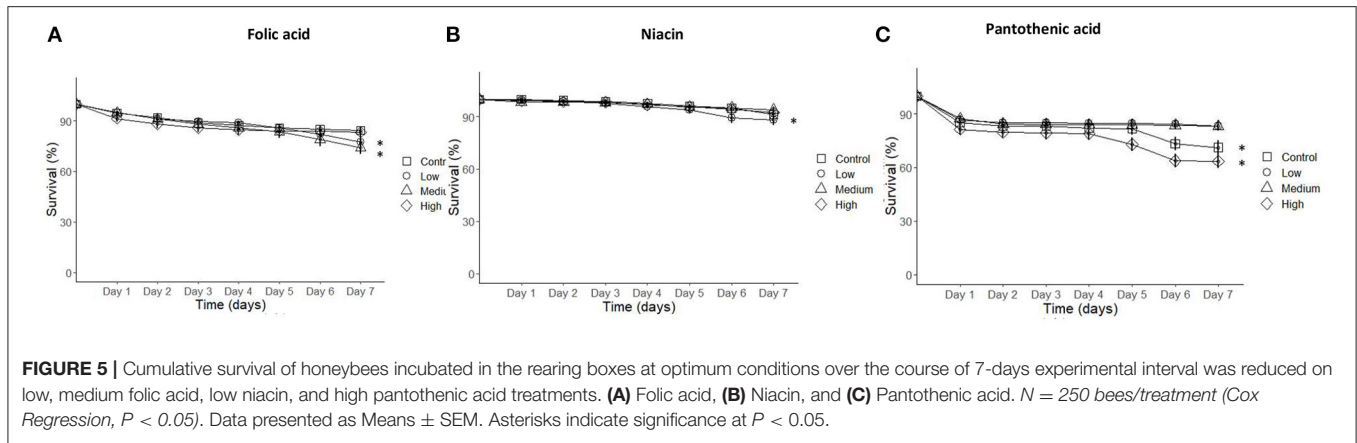 A
Folic acid
Survival (%)
90
60
30
0
Day 1 Day 2 Day 3 Day 4 Day 5 Day 6 Day 7
Time (days)
*
*
Contr
Low
Mediu
High
B
Niacin
Survival (%)
90
60
30
0
Day 1 Day 2 Day 3 Day 4 Day 5 Day 6 Day 7
Time (days)
*
Control
Low
Medium
High
C
Pantothenic acid
Survival (%)
90
60
30
0
Day 1 Day 2 Day 3 Day 4 Day 5 Day 6 Day 7
Time (days)
*
*
Control
Low
Medium
High
FIGURE 5 | Cumulative survival of honeybees incubated in the rearing boxes at optimum conditions over the course of 7-days experimental interval was reduced on
low, medium folic acid, low niacin, and high pantothenic acid treatments. (A) Folic acid, (B) Niacin, and (C) Pantothenic acid. N = 250 bees/treatment (Cox
Regression, P < 0.05). Data presented as Means ± SEM. Asterisks indicate significance at P < 0.05.